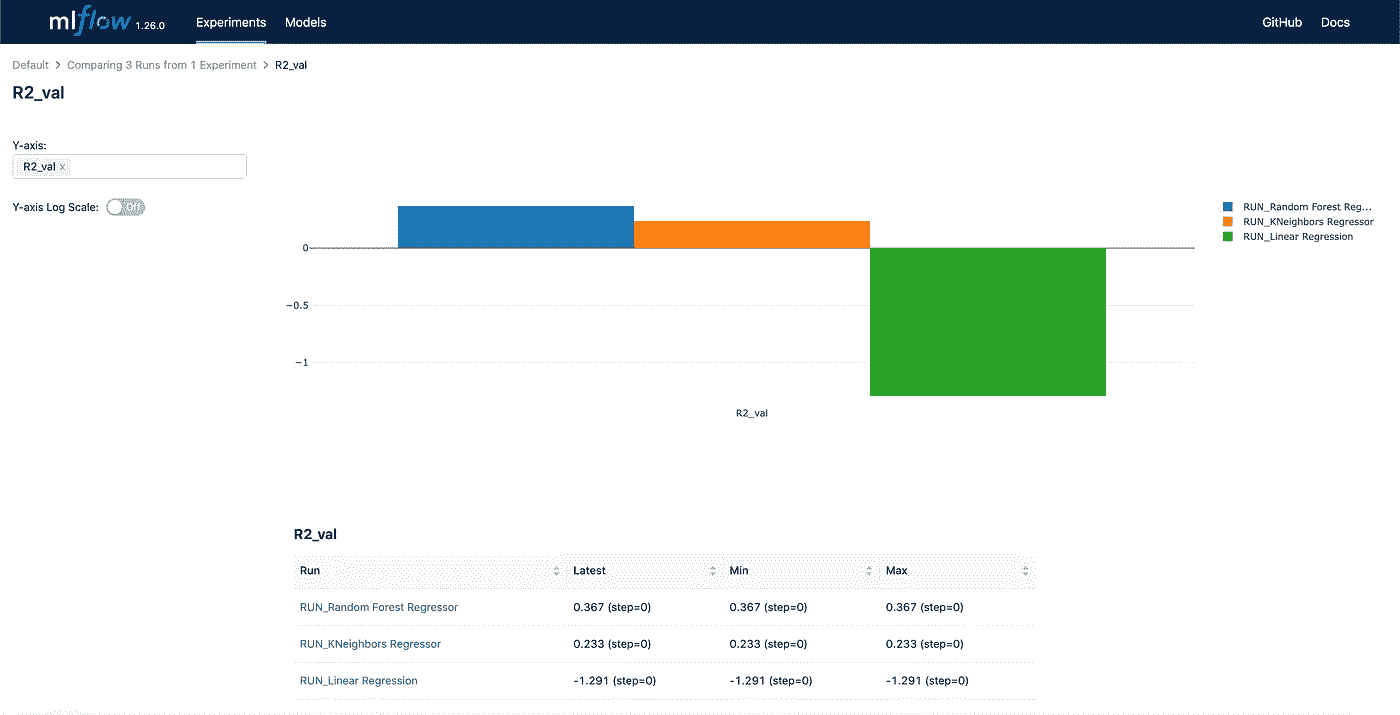 mlflow 1.26.0 Experiments Models GitHub Docs
Default > Comparing 3 Runs from 1 Experiment > R2_val
R2_val
Y-axis:
R2_val ×
Y-axis Log Scale: Off
0
−0.5
−1
R2_val
RUN_Random Forest Reg...
RUN_KNeighbors Regressor
RUN_Linear Regression
R2_val
Run Latest Min Max
RUN_Random Forest Regressor 0.367 (step=0) 0.367 (step=0) 0.367 (step=0)
RUN_KNeighbors Regressor 0.233 (step=0) 0.233 (step=0) 0.233 (step=0)
RUN_Linear Regression -1.291 (step=0) -1.291 (step=0) -1.291 (step=0)